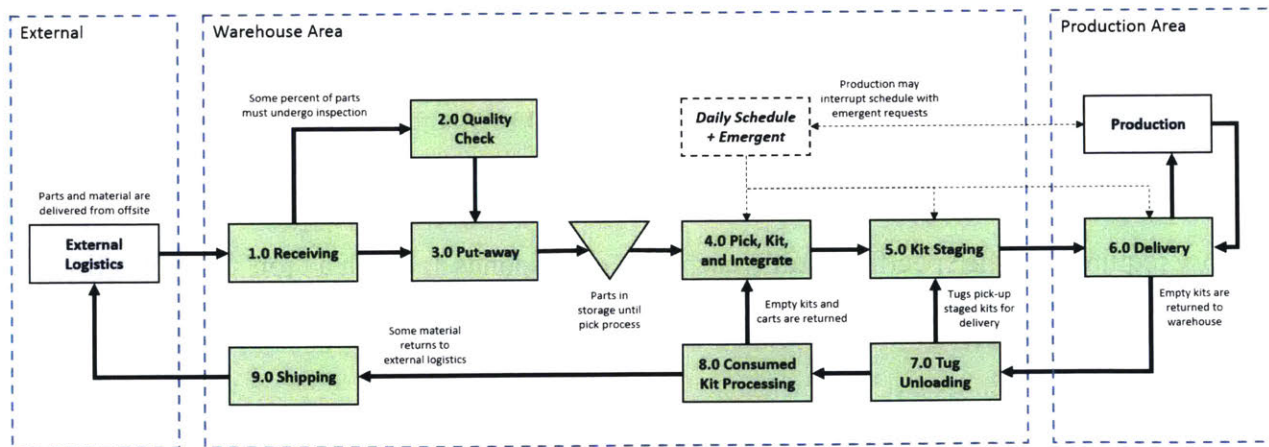 External
Warehouse Area
Production Area
Some percent of parts
must undergo inspection
2.0 Quality
Check
Daily Schedule
+ Emergent
Production may
interrupt schedule with
emergent requests
Production
Parts and material are
delivered from offsite
External
Logistics
1.0 Receiving
3.0 Put-away
Parts in
storage until
pick process
4.0 Pick, Kit,
and Integrate
5.0 Kit Staging
6.0 Delivery
Empty kits and
carts are returned
Tugs pick-up
staged kits for
delivery
Empty kits are
returned to
warehouse
Some material
returns to
external logistics
9.0 Shipping
8.0 Consumed
Kit Processing
7.0 Tug
Unloading